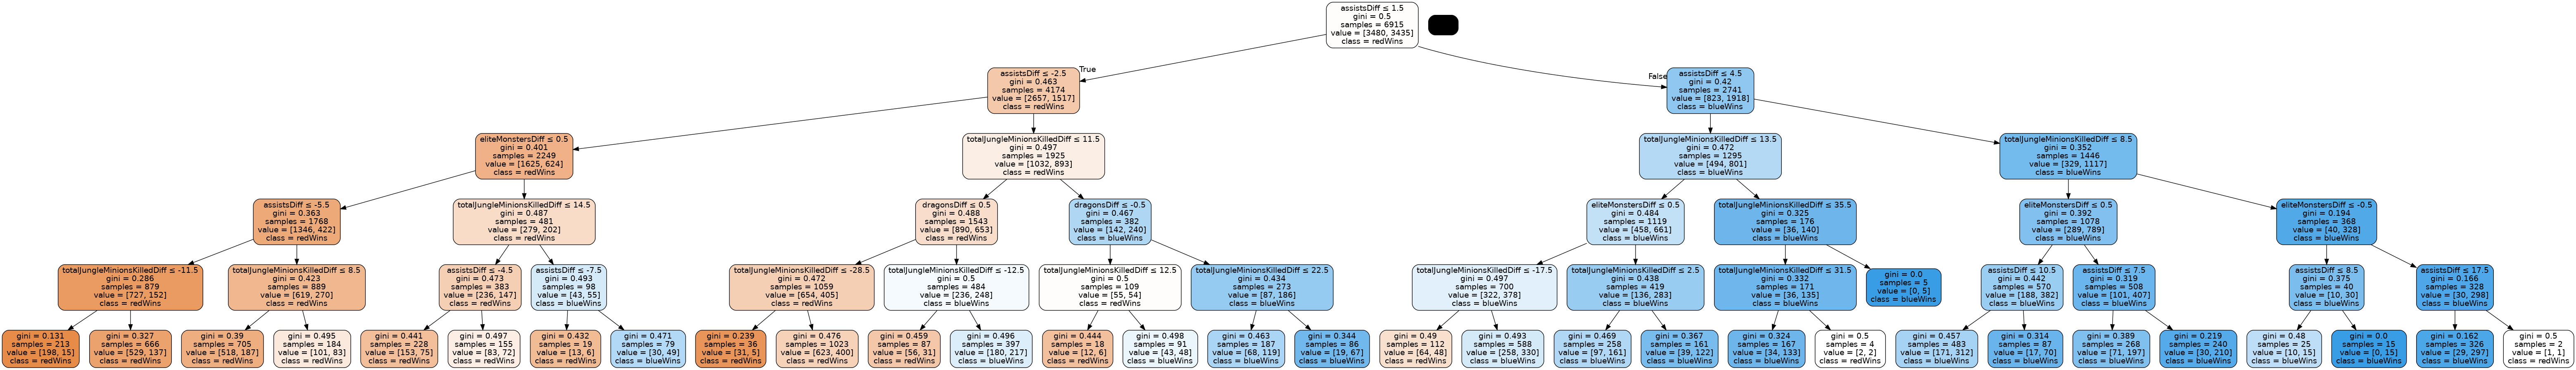 assistsDiff ≤ 1.5
gini = 0.5
samples = 6915
value = [3480, 3435]
class = redWins
True
False
assistsDiff ≤ -2.5
gini = 0.463
samples = 4174
value = [2657, 1517]
class = redWins
assistsDiff ≤ 4.5
gini = 0.42
samples = 2741
value = [823, 1918]
class = blueWins
eliteMonstersDiff ≤ 0.5
gini = 0.401
samples = 2249
value = [1625, 624]
class = redWins
totalJungleMinionsKilledDiff ≤ 11.5
gini = 0.497
samples = 1925
value = [1032, 893]
class = redWins
totalJungleMinionsKilledDiff ≤ 13.5
gini = 0.472
samples = 1295
value = [494, 801]
class = blueWins
totalJungleMinionsKilledDiff ≤ 8.5
gini = 0.352
samples = 1446
value = [329, 1117]
class = blueWins
assistsDiff ≤ -5.5
gini = 0.363
samples = 1768
value = [1346, 422]
class = redWins
totalJungleMinionsKilledDiff ≤ 14.5
gini = 0.487
samples = 481
value = [279, 202]
class = redWins
dragonsDiff ≤ 0.5
gini = 0.488
samples = 1543
value = [890, 653]
class = redWins
dragonsDiff ≤ -0.5
gini = 0.467
samples = 382
value = [142, 240]
class = blueWins
eliteMonstersDiff ≤ 0.5
gini = 0.484
samples = 1119
value = [458, 661]
class = blueWins
totalJungleMinionsKilledDiff ≤ 35.5
gini = 0.325
samples = 176
value = [36, 140]
class = blueWins
eliteMonstersDiff ≤ 0.5
gini = 0.392
samples = 1078
value = [289, 789]
class = blueWins
eliteMonstersDiff ≤ -0.5
gini = 0.194
samples = 368
value = [40, 328]
class = blueWins
totalJungleMinionsKilledDiff ≤ -11.5
gini = 0.286
samples = 879
value = [727, 152]
class = redWins
totalJungleMinionsKilledDiff ≤ 8.5
gini = 0.423
samples = 889
value = [619, 270]
class = redWins
assistsDiff ≤ -4.5
gini = 0.473
samples = 383
value = [236, 147]
class = redWins
assistsDiff ≤ -7.5
gini = 0.493
samples = 98
value = [43, 55]
class = blueWins
totalJungleMinionsKilledDiff ≤ -28.5
gini = 0.472
samples = 1059
value = [654, 405]
class = redWins
totalJungleMinionsKilledDiff ≤ -12.5
gini = 0.5
samples = 484
value = [236, 248]
class = blueWins
totalJungleMinionsKilledDiff ≤ 12.5
gini = 0.5
samples = 109
value = [55, 54]
class = redWins
totalJungleMinionsKilledDiff ≤ 22.5
gini = 0.434
samples = 273
value = [87, 186]
class = blueWins
totalJungleMinionsKilledDiff ≤ -17.5
gini = 0.497
samples = 700
value = [322, 378]
class = blueWins
totalJungleMinionsKilledDiff ≤ 2.5
gini = 0.438
samples = 419
value = [136, 283]
class = blueWins
totalJungleMinionsKilledDiff ≤ 31.5
gini = 0.332
samples = 171
value = [36, 135]
class = blueWins
gini = 0.0
samples = 5
value = [0, 5]
class = blueWins
assistsDiff ≤ 10.5
gini = 0.442
samples = 570
value = [188, 382]
class = blueWins
assistsDiff ≤ 7.5
gini = 0.319
samples = 508
value = [101, 407]
class = blueWins
assistsDiff ≤ 8.5
gini = 0.375
samples = 40
value = [10, 30]
class = blueWins
assistsDiff ≤ 17.5
gini = 0.166
samples = 328
value = [30, 298]
class = blueWins
gini = 0.131
samples = 213
value = [198, 15]
class = redWins
gini = 0.327
samples = 666
value = [529, 137]
class = redWins
gini = 0.39
samples = 705
value = [518, 187]
class = redWins
gini = 0.495
samples = 184
value = [101, 83]
class = redWins
gini = 0.441
samples = 228
value = [153, 75]
class = redWins
gini = 0.497
samples = 155
value = [83, 72]
class = redWins
gini = 0.432
samples = 19
value = [13, 6]
class = redWins
gini = 0.471
samples = 79
value = [30, 49]
class = blueWins
gini = 0.239
samples = 36
value = [31, 5]
class = redWins
gini = 0.476
samples = 1023
value = [623, 400]
class = redWins
gini = 0.459
samples = 87
value = [56, 31]
class = redWins
gini = 0.496
samples = 397
value = [180, 217]
class = blueWins
gini = 0.444
samples = 18
value = [12, 6]
class = redWins
gini = 0.498
samples = 91
value = [43, 48]
class = blueWins
gini = 0.463
samples = 187
value = [68, 119]
class = blueWins
gini = 0.344
samples = 86
value = [19, 67]
class = blueWins
gini = 0.49
samples = 112
value = [64, 48]
class = redWins
gini = 0.493
samples = 588
value = [258, 330]
class = blueWins
gini = 0.469
samples = 258
value = [97, 161]
class = blueWins
gini = 0.367
samples = 161
value = [39, 122]
class = blueWins
gini = 0.324
samples = 167
value = [34, 133]
class = blueWins
gini = 0.5
samples = 4
value = [2, 2]
class = redWins
gini = 0.457
samples = 483
value = [171, 312]
class = blueWins
gini = 0.314
samples = 87
value = [17, 70]
class = blueWins
gini = 0.389
samples = 268
value = [71, 197]
class = blueWins
gini = 0.219
samples = 240
value = [30, 210]
class = blueWins
gini = 0.48
samples = 25
value = [10, 15]
class = blueWins
gini = 0.0
samples = 15
value = [0, 15]
class = blueWins
gini = 0.162
samples = 326
value = [29, 297]
class = blueWins
gini = 0.5
samples = 2
value = [1, 1]
class = redWins